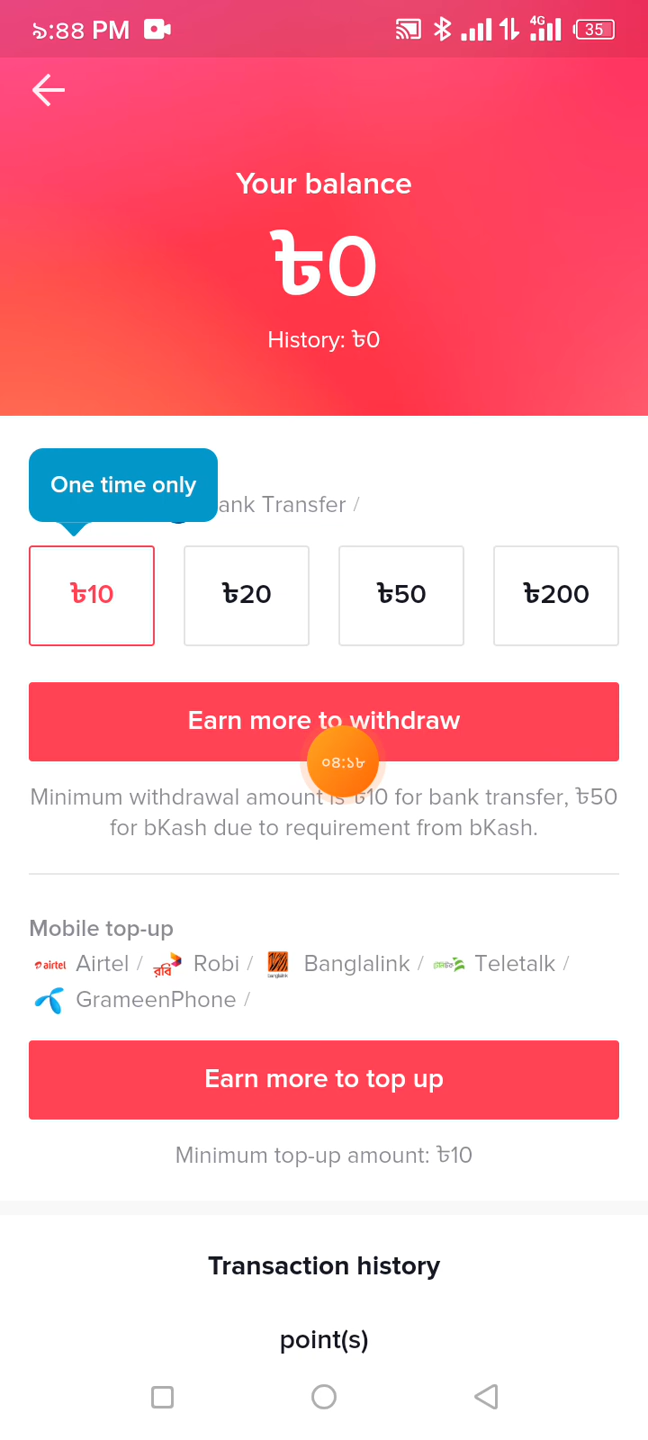 ৯:৪৪ PM 4G 35
Your balance
৳0
History: ৳0
One time only
ank Transfer /
৳10 ৳20 ৳50 ৳200
Earn more to withdraw
০৪:১৮
Minimum withdrawal amount is ৳10 for bank transfer, ৳50
for bKash due to requirement from bKash.
Mobile top-up
airtel Airtel / রবি Robi / banglalink Banglalink / Teletalk /
GrameenPhone /
Earn more to top up
Minimum top-up amount: ৳10
Transaction history
point(s)